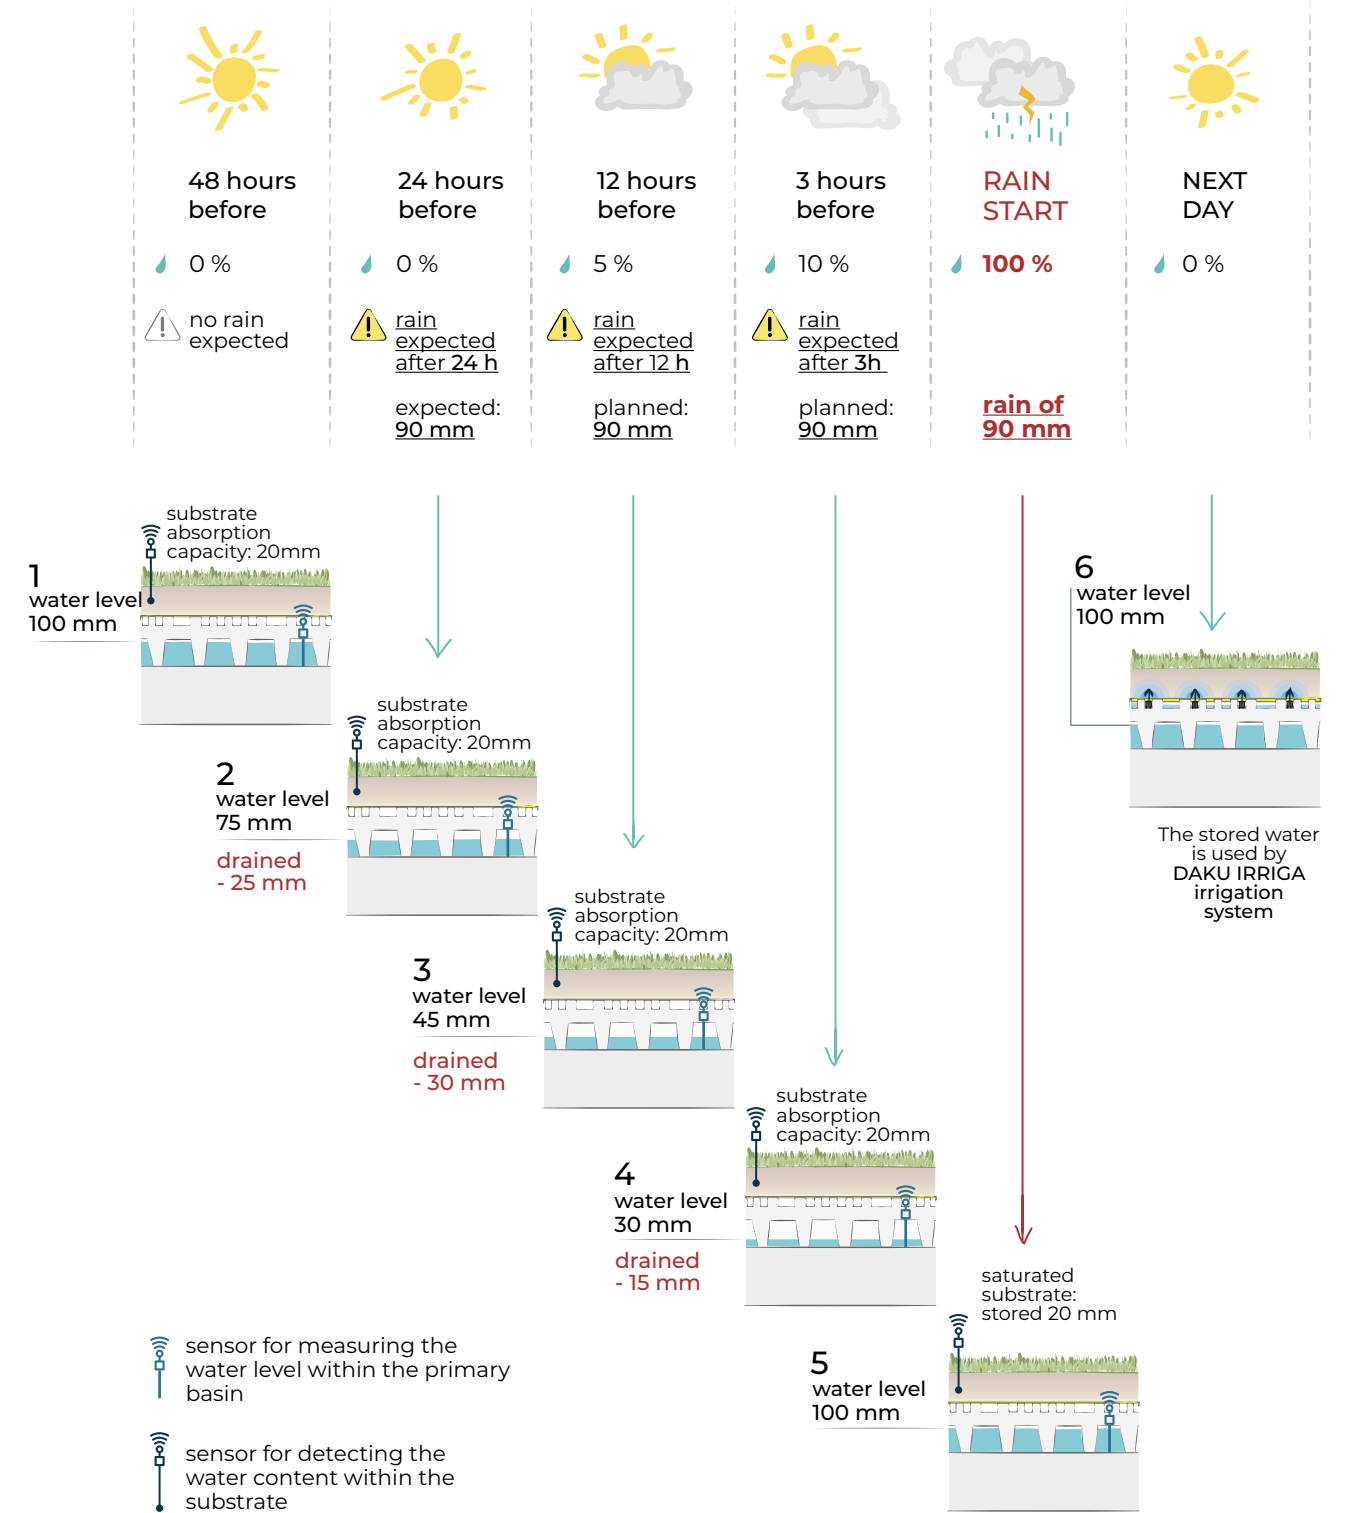 48 hours
before
0 %
no rain
expected
24 hours
before
0 %
rain
expected
after 24 h
expected:
90 mm
12 hours
before
5 %
rain
expected
after 12 h
planned:
90 mm
3 hours
before
10 %
rain
expected
after 3h
planned:
90 mm
RAIN
START
100 %
rain of
90 mm
NEXT
DAY
0 %
substrate
absorption
capacity: 20mm
1
water level
100 mm
substrate
absorption
capacity: 20mm
2
water level
75 mm
drained
- 25 mm
substrate
absorption
capacity: 20mm
3
water level
45 mm
drained
- 30 mm
substrate
absorption
capacity: 20mm
4
water level
30 mm
drained
- 15 mm
saturated
substrate:
stored 20 mm
5
water level
100 mm
6
water level
100 mm
The stored water
is used by
DAKU IRRIGA
irrigation
system
sensor for measuring the
water level within the primary
basin
sensor for detecting the
water content within the
substrate